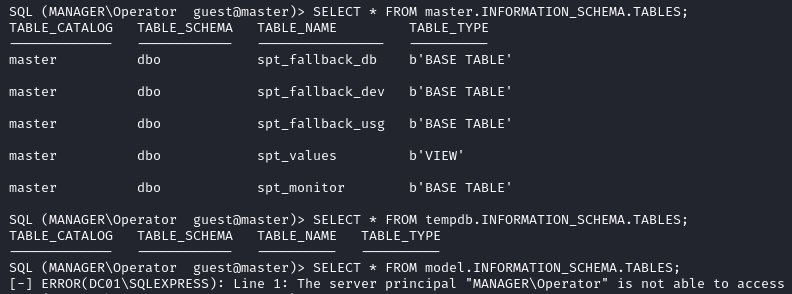 SQL (MANAGER\Operator  guest@master)> SELECT * FROM master.INFORMATION_SCHEMA.TABLES;
TABLE_CATALOG   TABLE_SCHEMA   TABLE_NAME         TABLE_TYPE
master          dbo            spt_fallback_db    b'BASE TABLE'
master          dbo            spt_fallback_dev   b'BASE TABLE'
master          dbo            spt_fallback_usg   b'BASE TABLE'
master          dbo            spt_values         b'VIEW'
master          dbo            spt_monitor        b'BASE TABLE'
SQL (MANAGER\Operator  guest@master)> SELECT * FROM tempdb.INFORMATION_SCHEMA.TABLES;
TABLE_CATALOG   TABLE_SCHEMA   TABLE_NAME   TABLE_TYPE
SQL (MANAGER\Operator  guest@master)> SELECT * FROM model.INFORMATION_SCHEMA.TABLES;
[-] ERROR(DC01\SQLEXPRESS): Line 1: The server principal "MANAGER\Operator" is not able to access